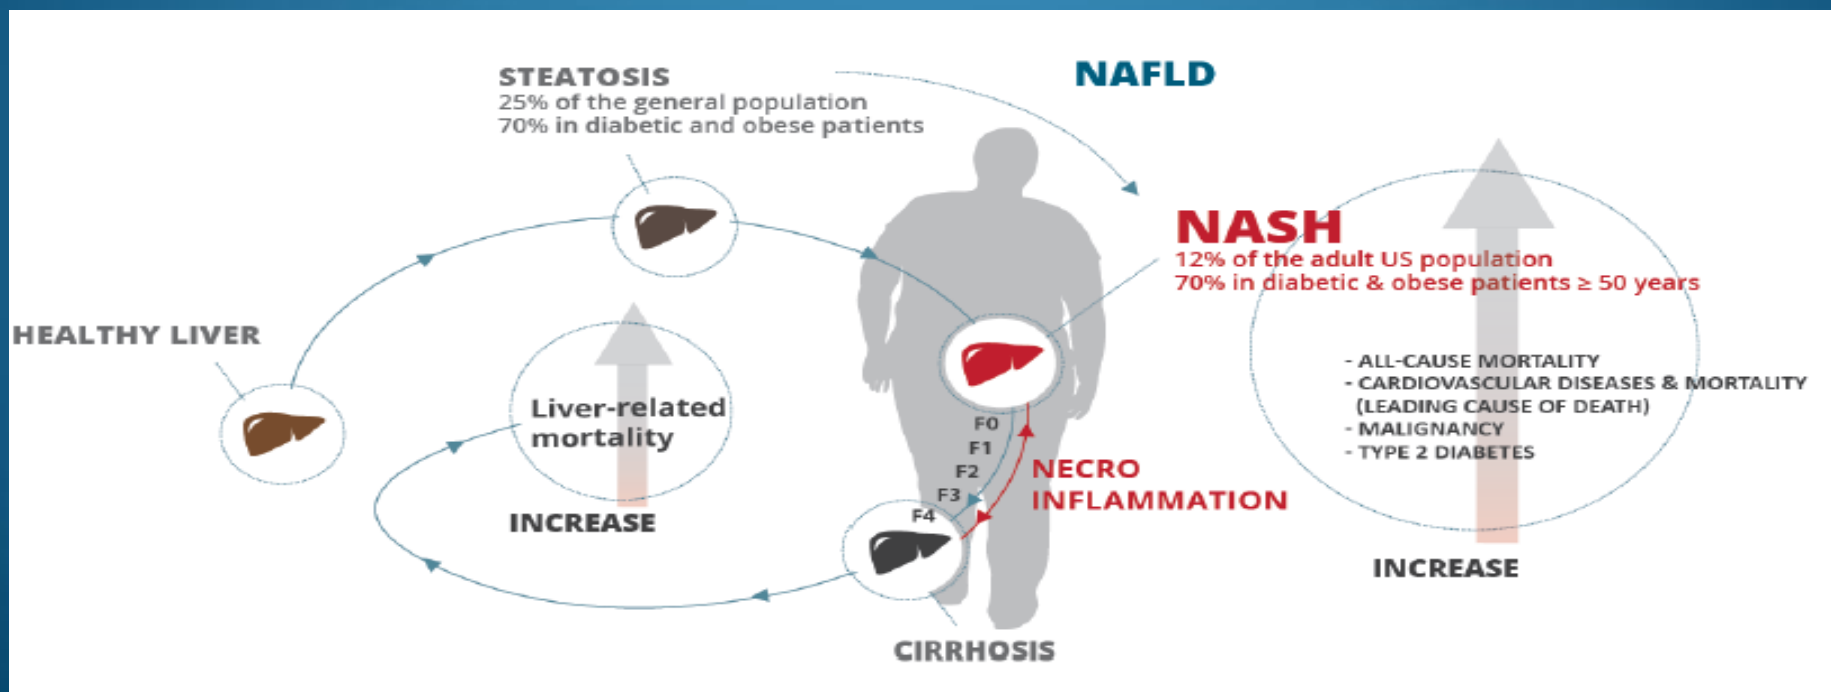 STEATOSIS
25% of the general population
70% in diabetic and obese patients
NAFLD
NASH
12% of the adult US population
70% in diabetic & obese patients ≥ 50 years
HEALTHY LIVER
- ALL-CAUSE MORTALITY
- CARDIOVASCULAR DISEASES & MORTALITY
(LEADING CAUSE OF DEATH)
- MALIGNANCY
- TYPE 2 DIABETES
Liver-related
mortality
INCREASE
F0
F1
F2
F3
F4
NECRO
INFLAMMATION
INCREASE
CIRRHOSIS